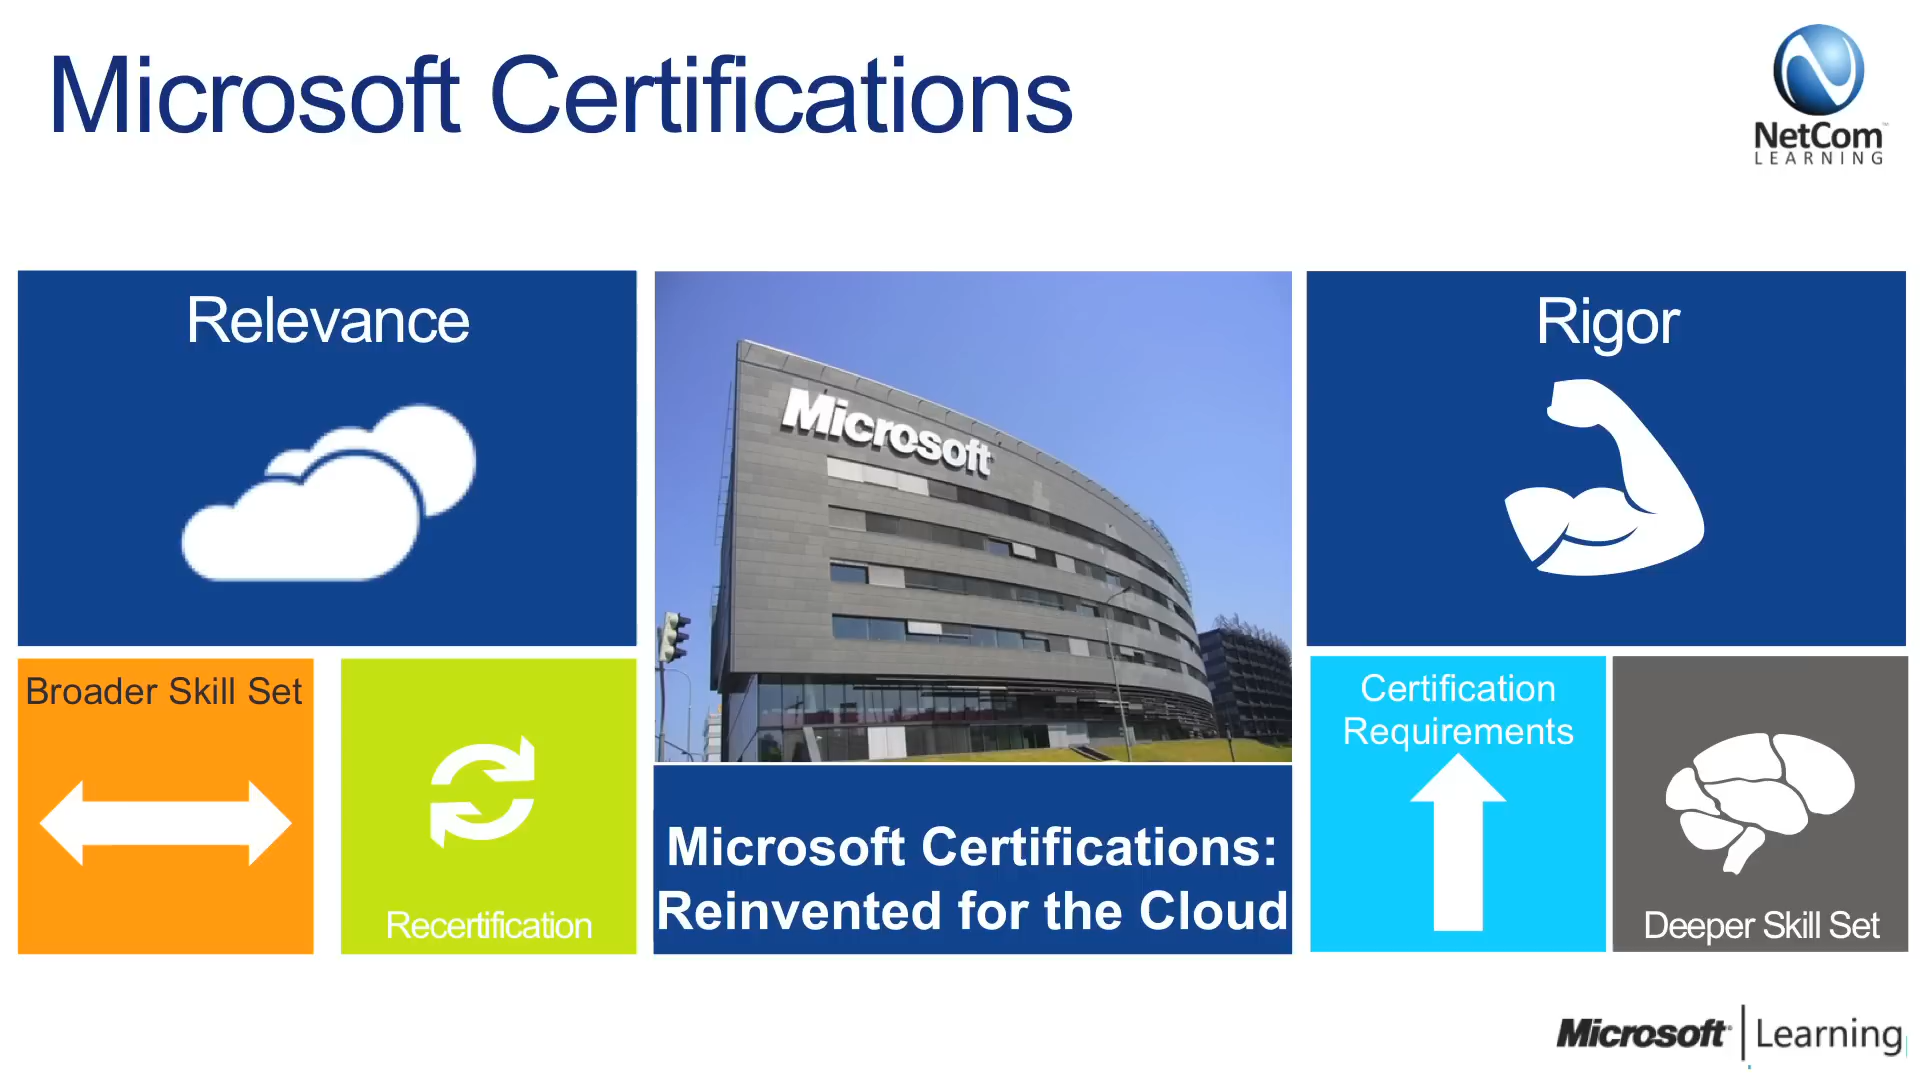 Microsoft Certifications
NetCom
LEARNING
Relevance
Microsoft
Rigor
Broader Skill Set
Recertification
Microsoft Certifications:
Reinvented for the Cloud
Certification
Requirements
Deeper Skill Set
Microsoft | Learning